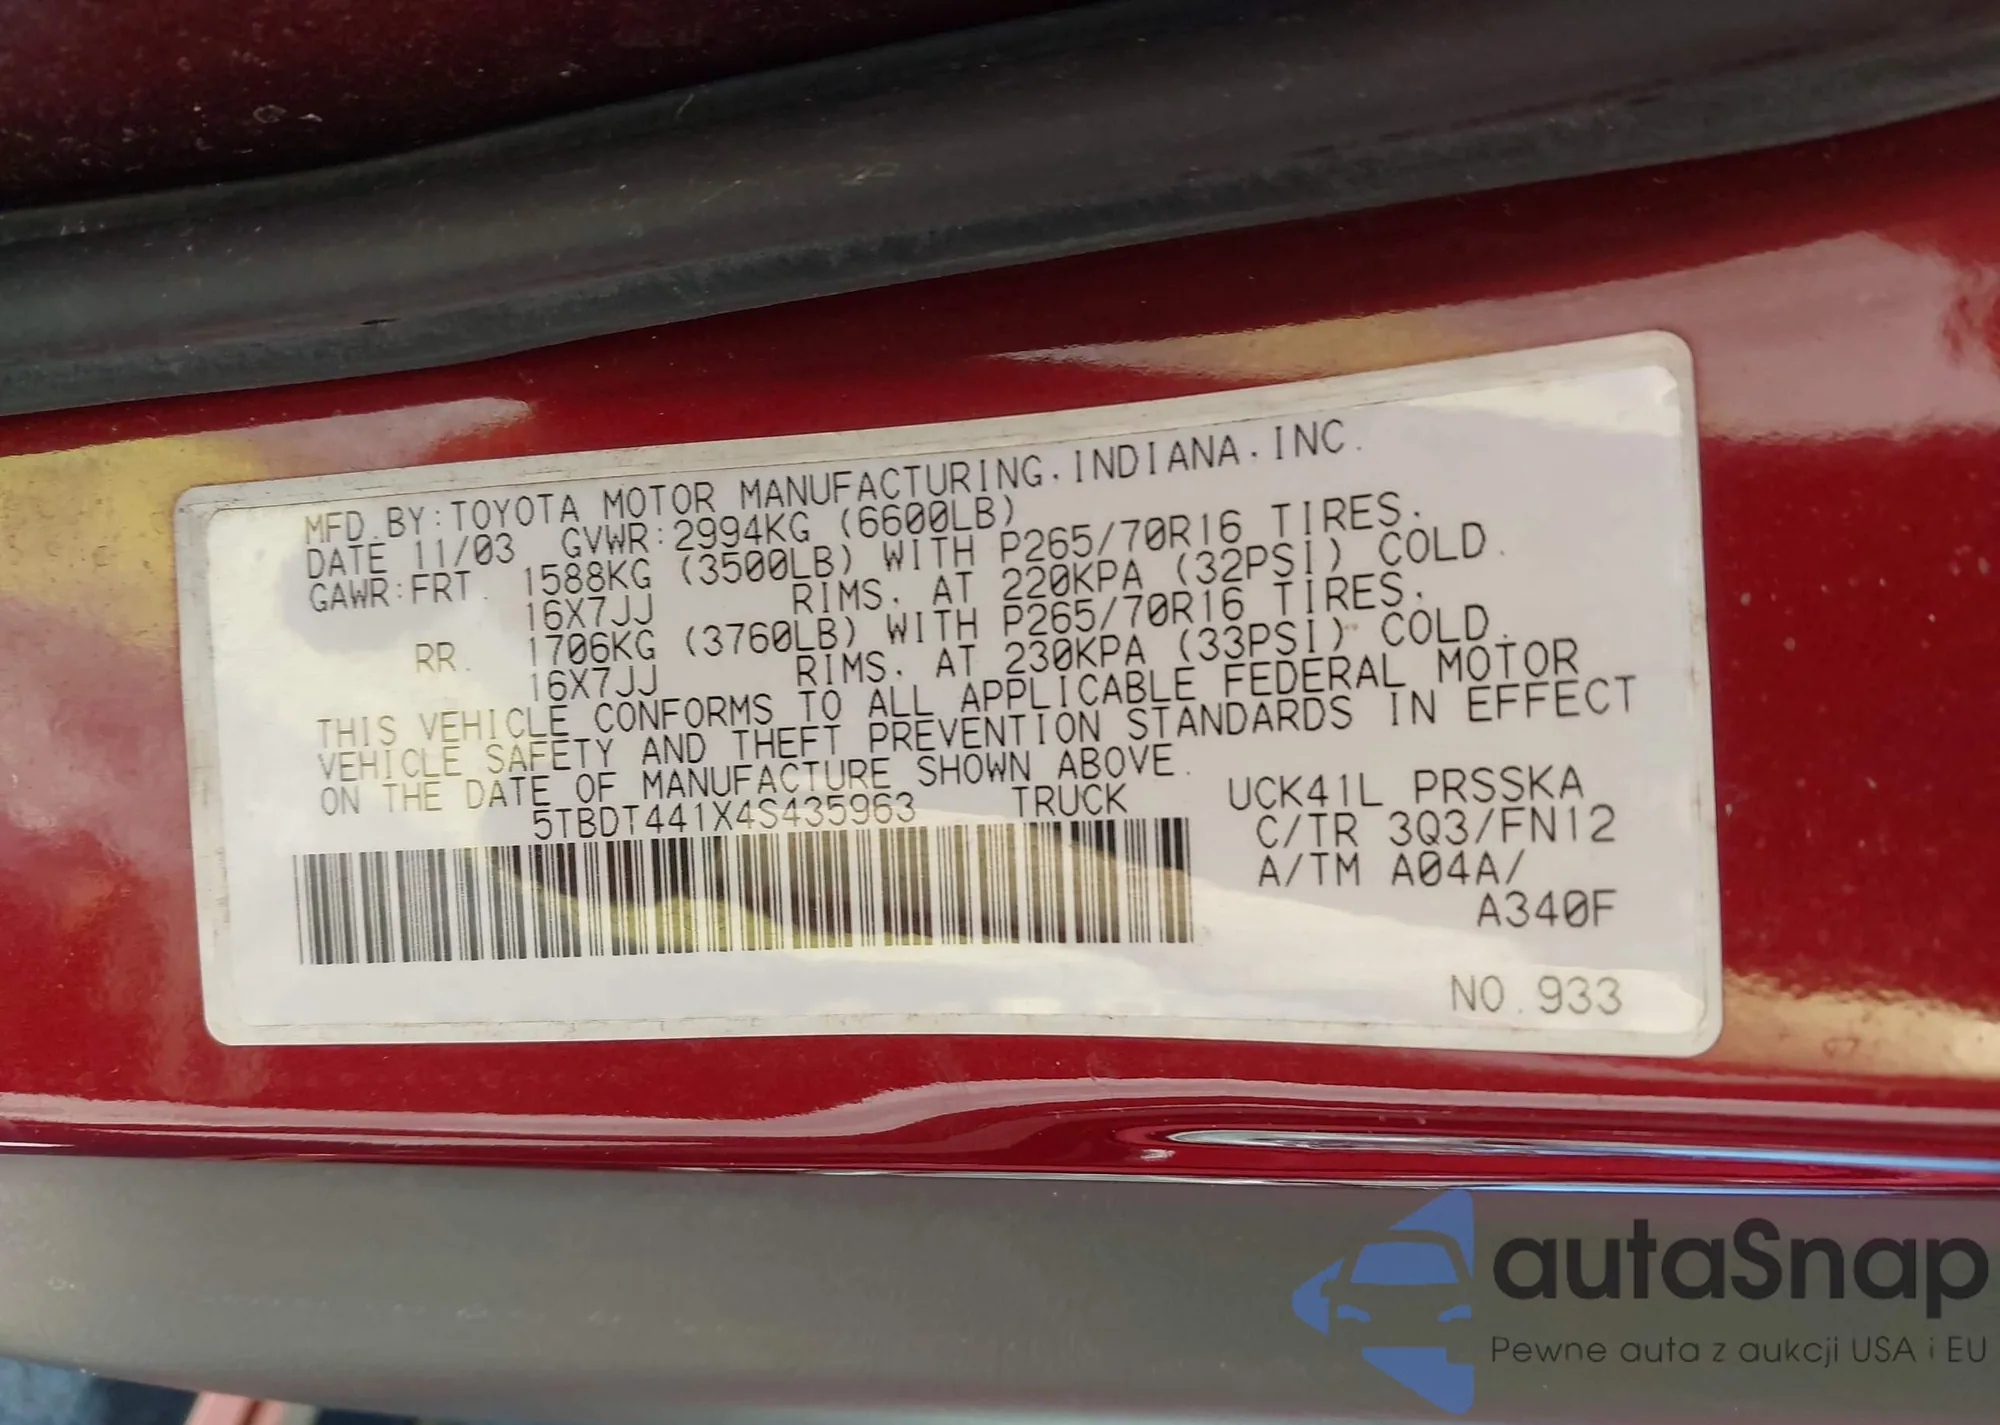 MFD.BY:TOYOTA MOTOR MANUFACTURING.INDIANA.INC.
DATE 11/03 GVWR:2994KG (6600LB)
GAWR:FRT. 1588KG (3500LB) WITH P265/70R16 TIRES.
16X7JJ RIMS. AT 220KPA (32PSI) COLD.
RR. 1706KG (3760LB) WITH P265/70R16 TIRES.
16X7JJ RIMS. AT 230KPA (33PSI) COLD.
THIS VEHICLE CONFORMS TO ALL APPLICABLE FEDERAL MOTOR
VEHICLE SAFETY AND THEFT PREVENTION STANDARDS IN EFFECT
ON THE DATE OF MANUFACTURE SHOWN ABOVE.
5TBDT441X4S435963 TRUCK UCK41L PRSSKA
C/TR 3Q3/FN12
A/TM A04A/
A340F
NO.933
autaSnap
Pewne auta z aukcji USA i EU